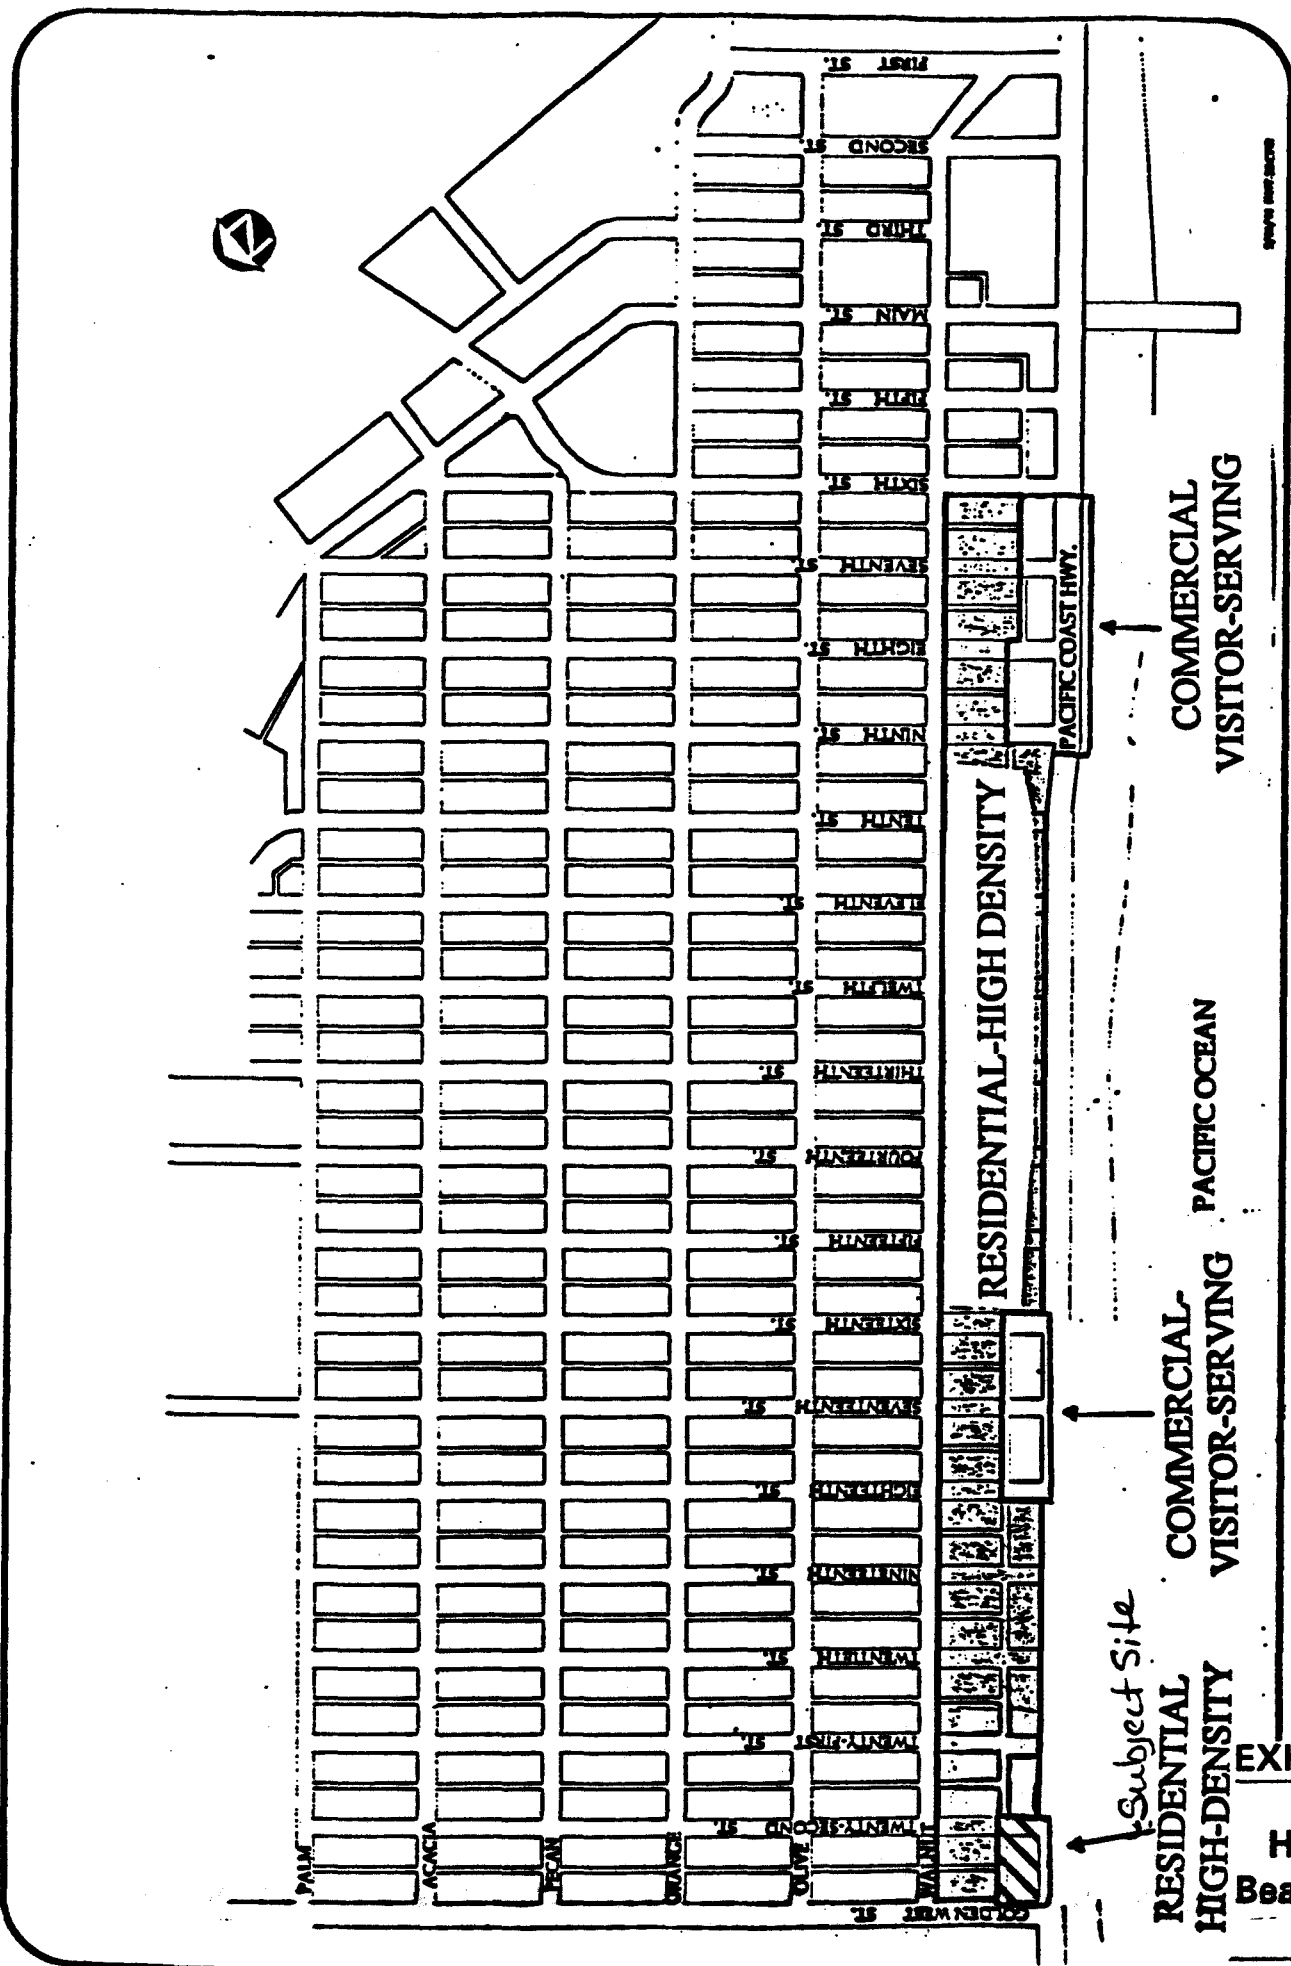 FIRST ST.
SECOND ST.
THIRD ST.
MAIN ST.
FIFTH ST.
SIXTH ST.
SEVENTH ST.
EIGHTH ST.
NINTH ST.
TENTH ST.
ELEVENTH ST.
TWELFTH ST.
THIRTEENTH ST.
FOURTEENTH ST.
FIFTEENTH ST.
SIXTEENTH ST.
SEVENTEENTH ST.
EIGHTEENTH ST.
NINETEENTH ST.
TWENTIETH ST.
TWENTY-FIRST ST.
TWENTY-SECOND ST.
GOLDEN WEST ST.
PALM
ACACIA
PECAN
ORANGE
OLIVE
WALNUT
PACIFIC COAST HWY.
RESIDENTIAL-HIGH DENSITY
COMMERCIAL
VISITOR-SERVING
PACIFIC OCEAN
COMMERCIAL-
VISITOR-SERVING
Subject Site
RESIDENTIAL
HIGH-DENSITY